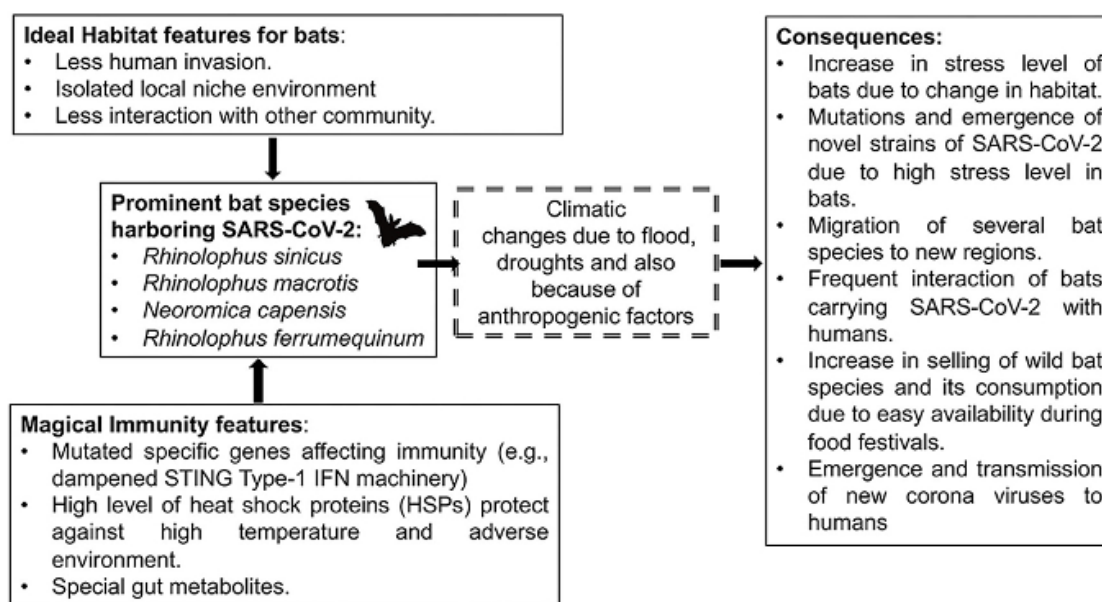 Ideal Habitat features for bats:
• Less human invasion.
• Isolated local niche environment
• Less interaction with other community.
Prominent bat species
harboring SARS-CoV-2:
• Rhinolophus sinicus
• Rhinolophus macrotis
• Neoromica capensis
• Rhinolophus ferrumequinum
Magical Immunity features:
• Mutated specific genes affecting immunity (e.g.,
dampened STING Type-1 IFN machinery)
• High level of heat shock proteins (HSPs) protect
against high temperature and adverse
environment.
• Special gut metabolites.
Climatic
changes due to flood,
droughts and also
because of
anthropogenic factors
Consequences:
• Increase in stress level of
bats due to change in habitat.
• Mutations and emergence of
novel strains of SARS-CoV-2
due to high stress level in
bats.
• Migration of several bat
species to new regions.
• Frequent interaction of bats
carrying SARS-CoV-2 with
humans.
• Increase in selling of wild bat
species and its consumption
due to easy availability during
food festivals.
• Emergence and transmission
of new corona viruses to
humans